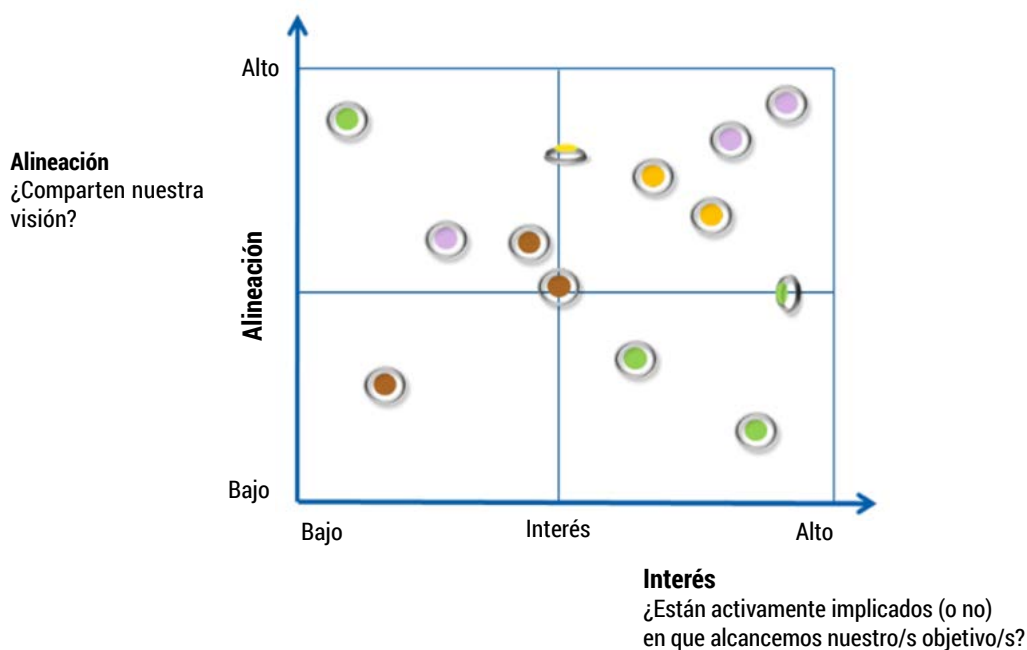 Alto
Alineación
¿Comparten nuestra
visión?
Alineación
Bajo
Bajo
Interés
Alto
Interés
¿Están activamente implicados (o no)
en que alcancemos nuestro/s objetivo/s?